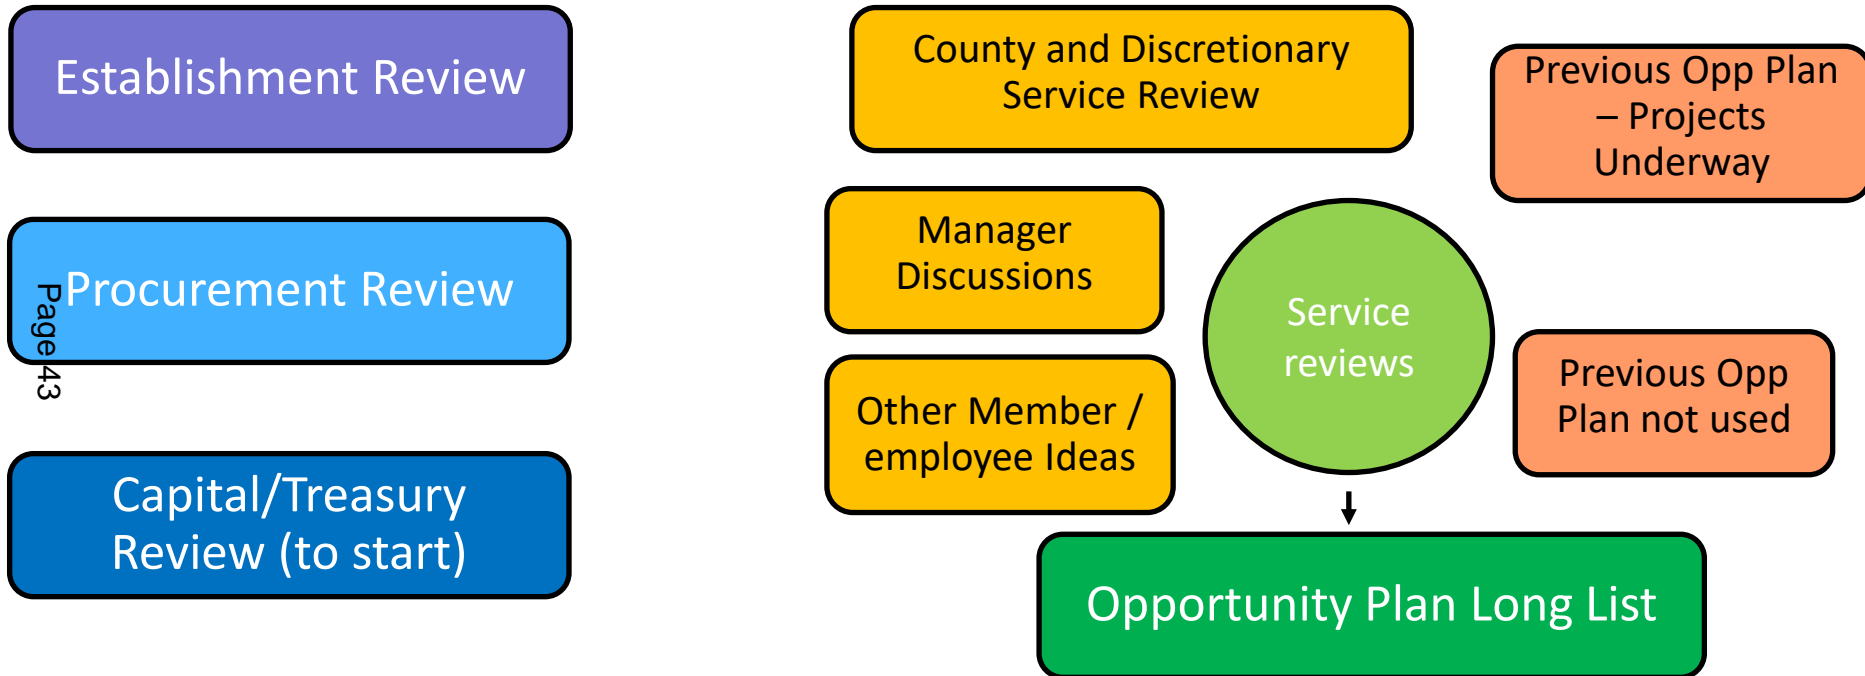 Establishment Review
Procurement Review
Page 43
Capital/Treasury
Review (to start)
County and Discretionary
Service Review
Previous Opp Plan
– Projects
Underway
Manager
Discussions
Service
reviews
Other Member /
employee Ideas
Previous Opp
Plan not used
Opportunity Plan Long List